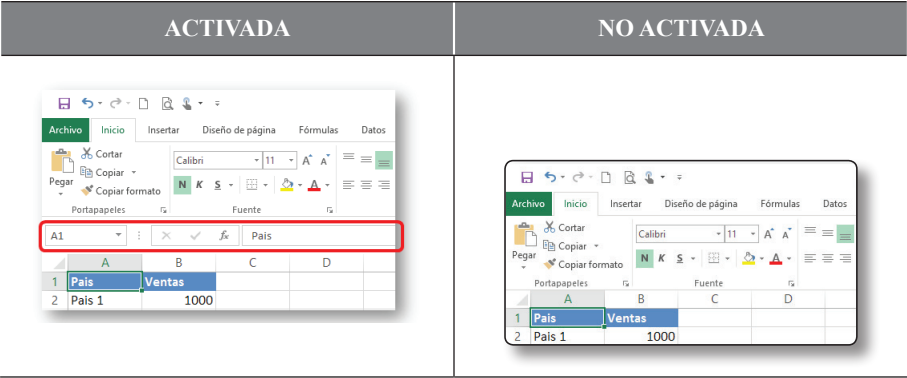 ACTIVADA
NO ACTIVADA
Archivo Inicio Insertar Diseño de página Fórmulas Datos
Cortar
Copiar
Pegar
Copiar formato
Calibri 11 A A
N K S A
Portapapeles Fuente
A1 fx Pais
A B C D
1 Pais Ventas
2 Pais 1 1000
Archivo Inicio Insertar Diseño de página Fórmulas Datos
Cortar
Copiar
Pegar
Copiar formato
Calibri 11 A A
N K S A
Portapapeles Fuente
A B C D
1 Pais Ventas
2 Pais 1 1000